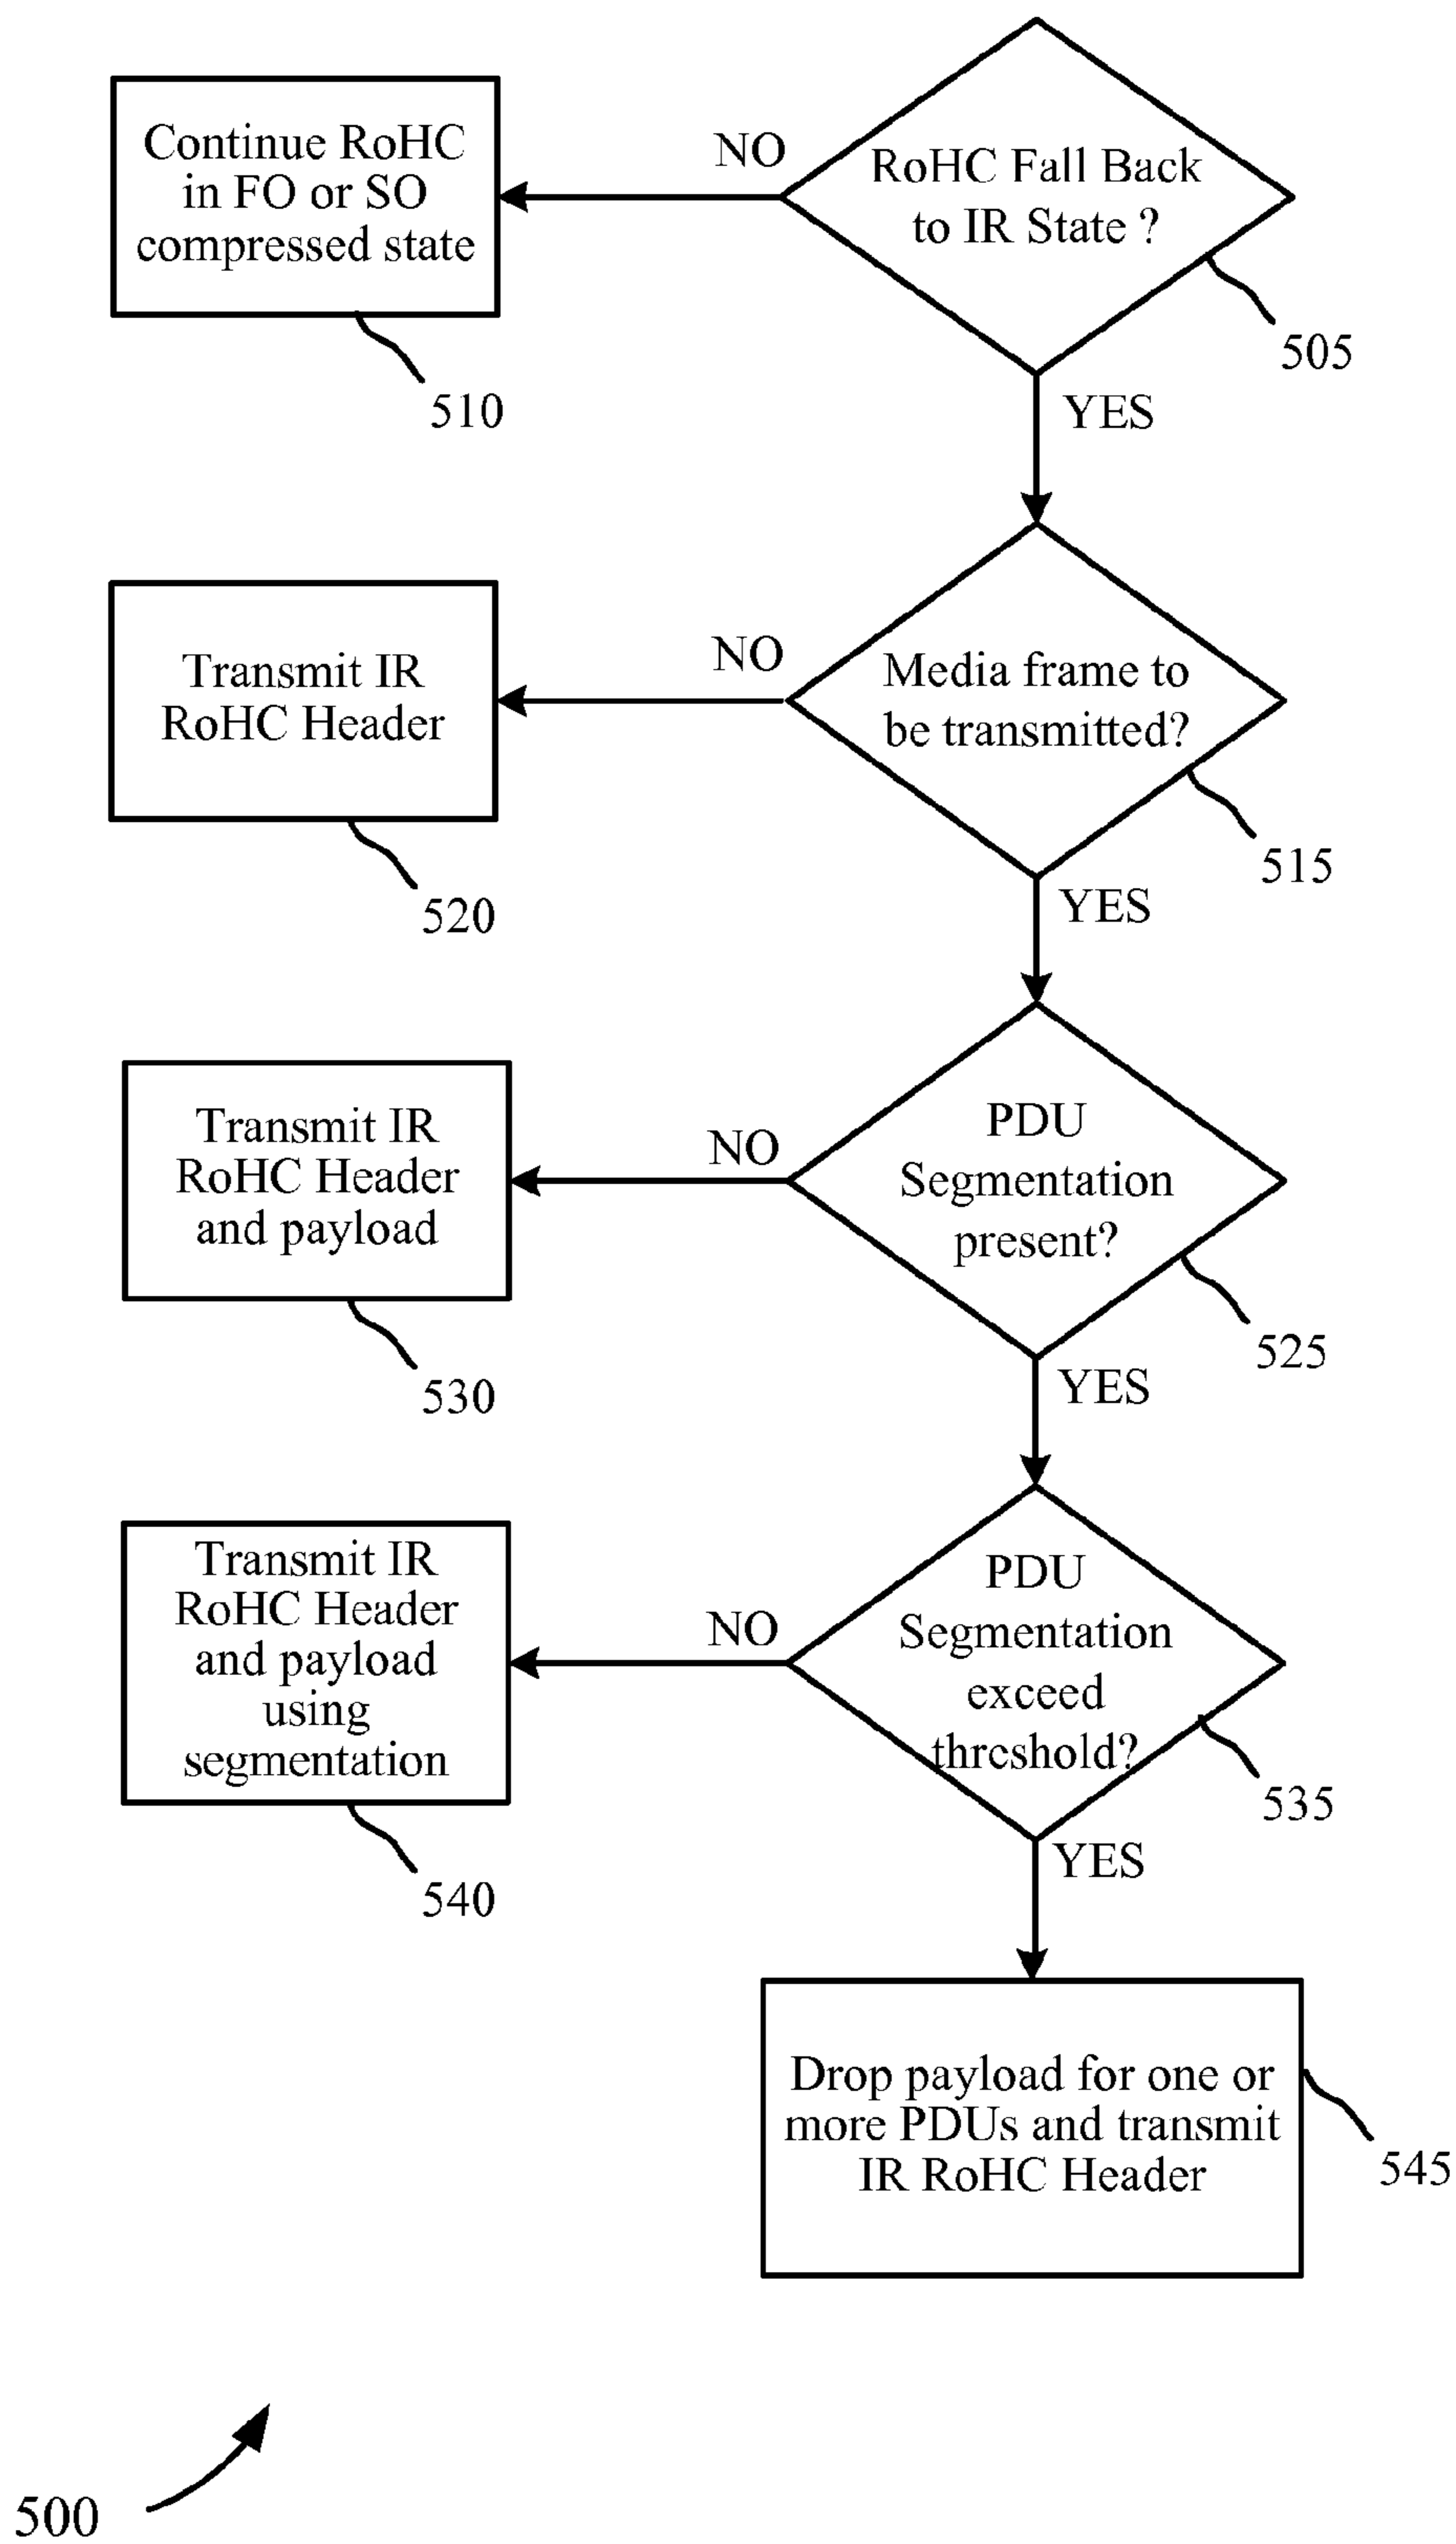 RoHC Fall Back
to IR State ?
505
NO
Continue RoHC
in FO or SO
compressed state
510
YES
Media frame to
be transmitted?
515
NO
Transmit IR
RoHC Header
520
YES
PDU
Segmentation
present?
525
NO
Transmit IR
RoHC Header
and payload
530
YES
PDU
Segmentation
exceed
threshold?
535
NO
Transmit IR
RoHC Header
and payload
using
segmentation
540
YES
Drop payload for one or
more PDUs and transmit
IR RoHC Header
545
500